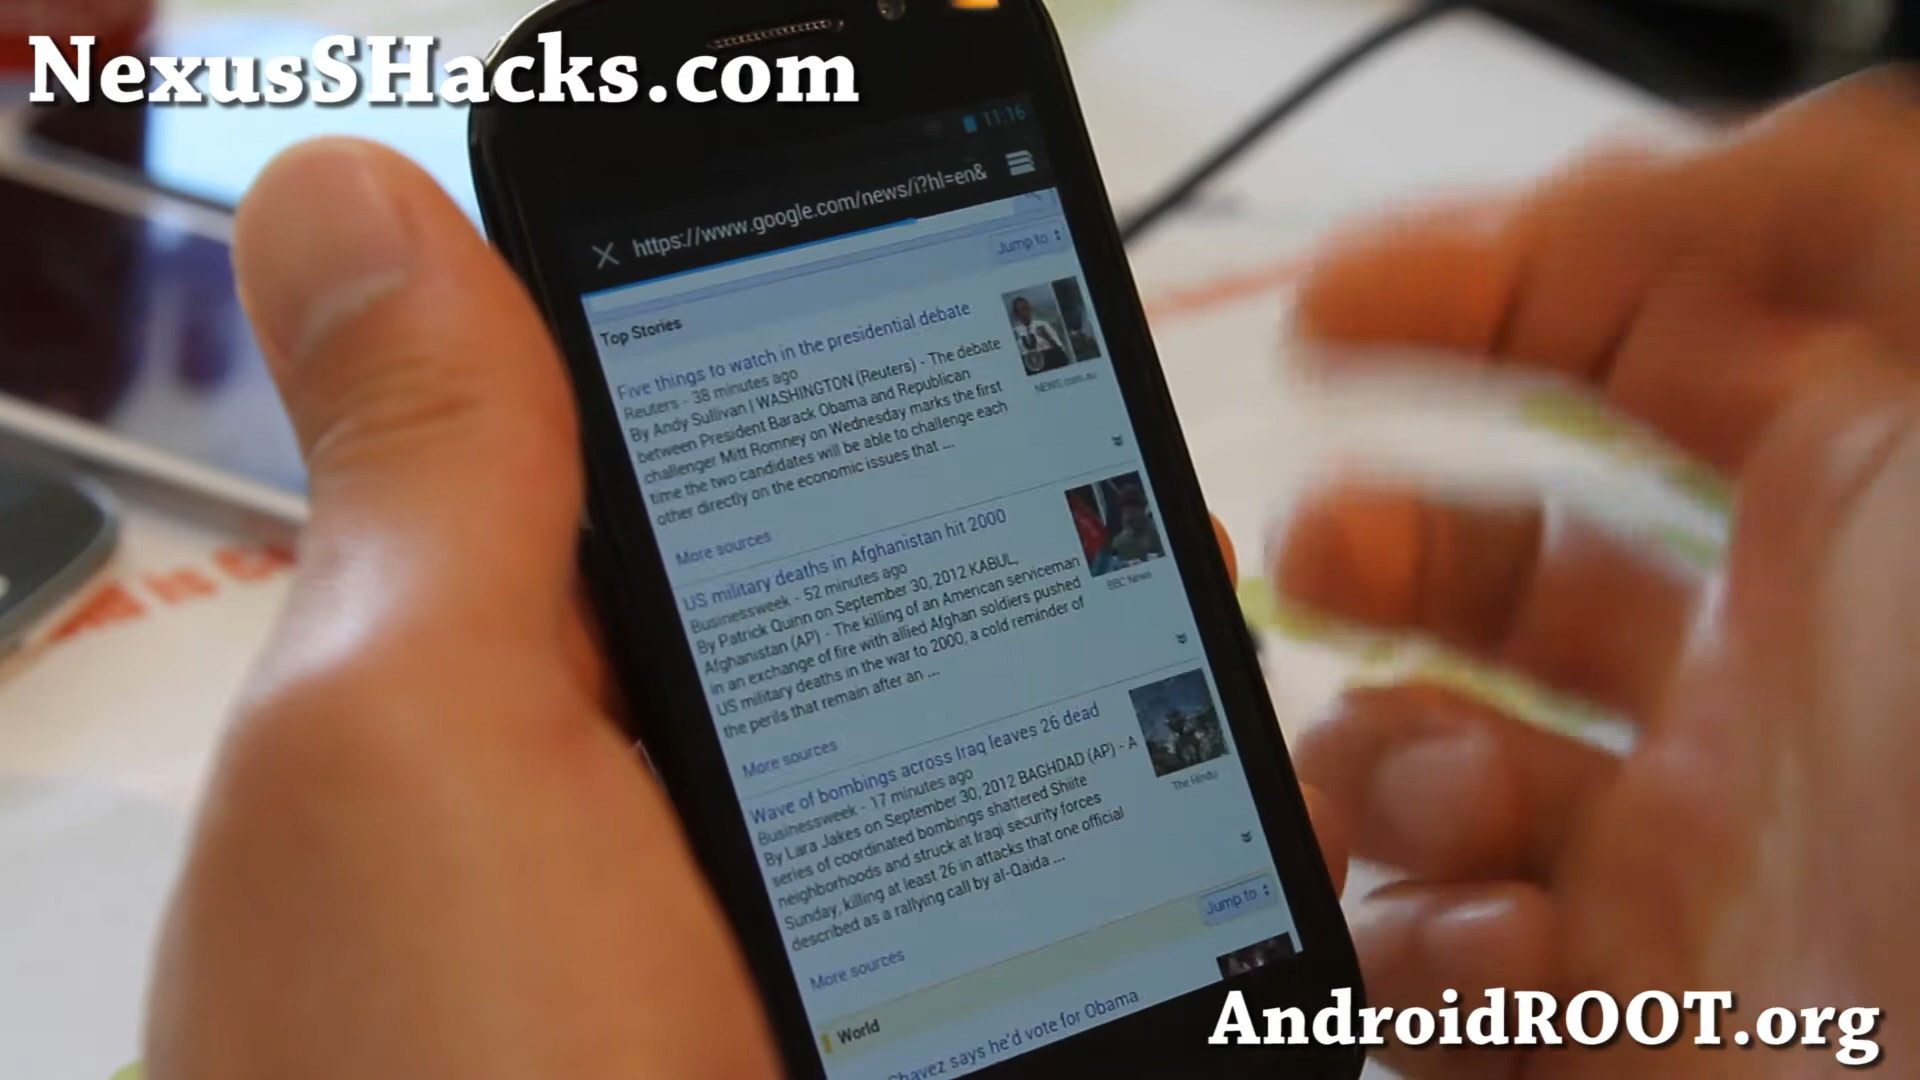 NexusSHacks.com
11:16
https://www.google.com/news/i?hl=en&
Jump to
Top Stories
Five things to watch in the presidential debate
Reuters - 38 minutes ago
By Andy Sullivan | WASHINGTON (Reuters) - The debate
between President Barack Obama and Republican
challenger Mitt Romney on Wednesday marks the first
time the two candidates will be able to challenge each
other directly on the economic issues that ...
NEWS.com.au
More sources
US military deaths in Afghanistan hit 2000
Businessweek - 52 minutes ago
By Patrick Quinn on September 30, 2012 KABUL,
Afghanistan (AP) - The killing of an American serviceman
in an exchange of fire with allied Afghan soldiers pushed
US military deaths in the war to 2000, a cold reminder of
the perils that remain after an ...
BBC News
More sources
Wave of bombings across Iraq leaves 26 dead
Businessweek - 17 minutes ago
By Lara Jakes on September 30, 2012 BAGHDAD (AP) - A
series of coordinated bombings shattered Shiite
neighborhoods and struck at Iraqi security forces
Sunday, killing at least 26 in attacks that one official
described as a rallying call by al-Qaida ...
The Hindu
More sources
Jump to
World
Chavez says he'd vote for Obama
AndroidROOT.org